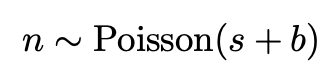 n ∼ Poisson(s + b)